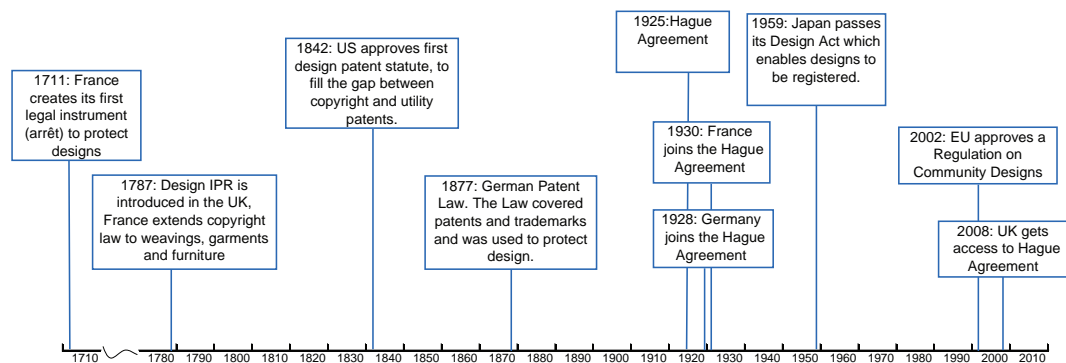 1711: France
creates its first
legal instrument
(arrêt) to protect
designs
1787: Design IPR is
introduced in the UK,
France extends copyright
law to weavings, garments
and furniture
1842: US approves first
design patent statute, to
fill the gap between
copyright and utility
patents.
1877: German Patent
Law. The Law covered
patents and trademarks
and was used to protect
design.
1925:Hague
Agreement
1930: France
joins the Hague
Agreement
1928: Germany
joins the Hague
Agreement
1959: Japan passes
its Design Act which
enables designs to
be registered.
2002: EU approves a
Regulation on
Community Designs
2008: UK gets
access to Hague
Agreement
1710 1780 1790 1800 1810 1820 1830 1840 1850 1860 1870 1880 1890 1900 1910 1920 1930 1940 1950 1960 1970 1980 1990 2000 2010